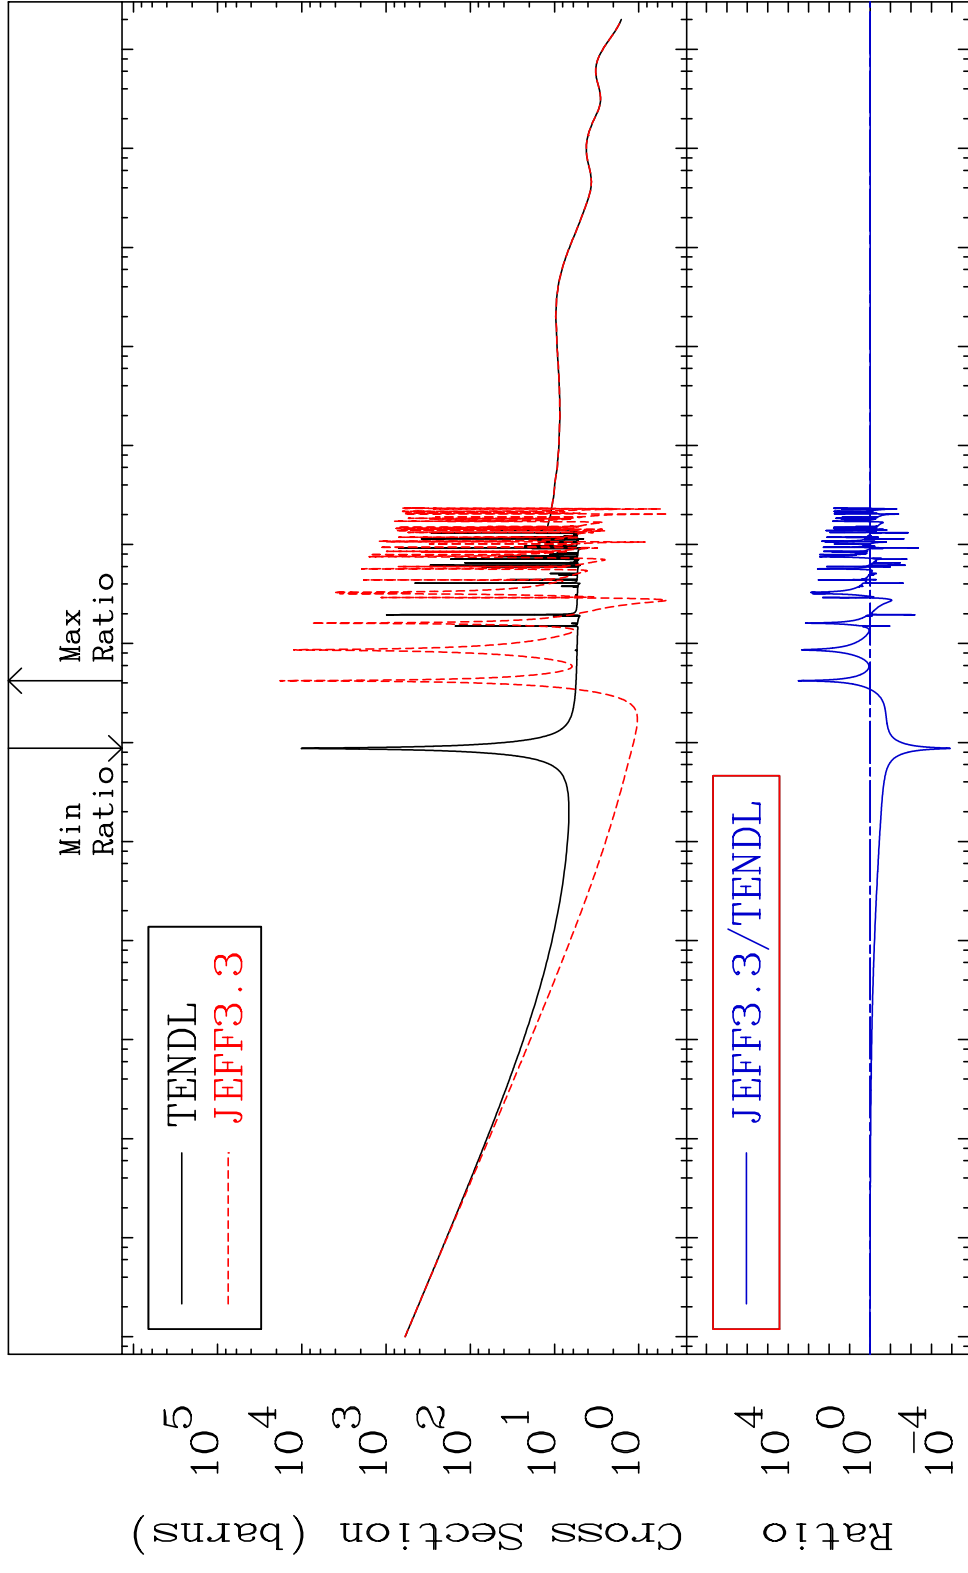 Min
Ratio
Max
Ratio
TENDL
JEFF3.3
JEFF3.3/TENDL
10^5
10^4
10^3
10^2
10^1
10^0
Cross Section (barns)
10^4
10^0
10^-4
Ratio